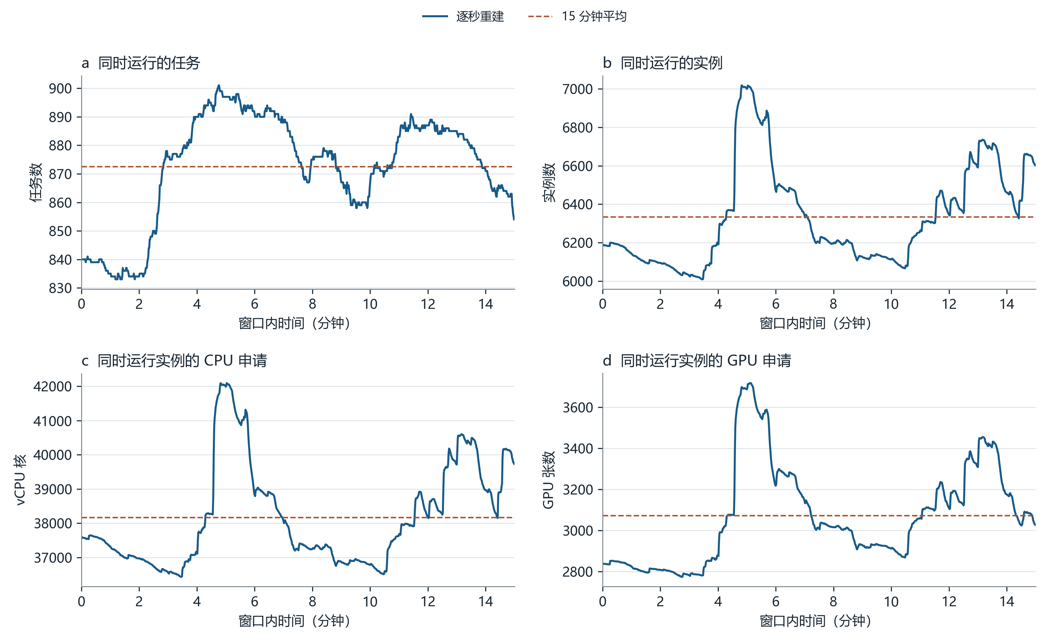 逐秒重建 15 分钟平均
a 同时运行的任务
900
890
880
870
860
850
840
830
任务数
0 2 4 6 8 10 12 14
窗口内时间（分钟）
b 同时运行的实例
7000
6800
6600
6400
6200
6000
实例数
0 2 4 6 8 10 12 14
窗口内时间（分钟）
c 同时运行实例的 CPU 申请
42000
41000
40000
39000
38000
37000
vCPU 核
0 2 4 6 8 10 12 14
窗口内时间（分钟）
d 同时运行实例的 GPU 申请
3600
3400
3200
3000
2800
GPU 张数
0 2 4 6 8 10 12 14
窗口内时间（分钟）